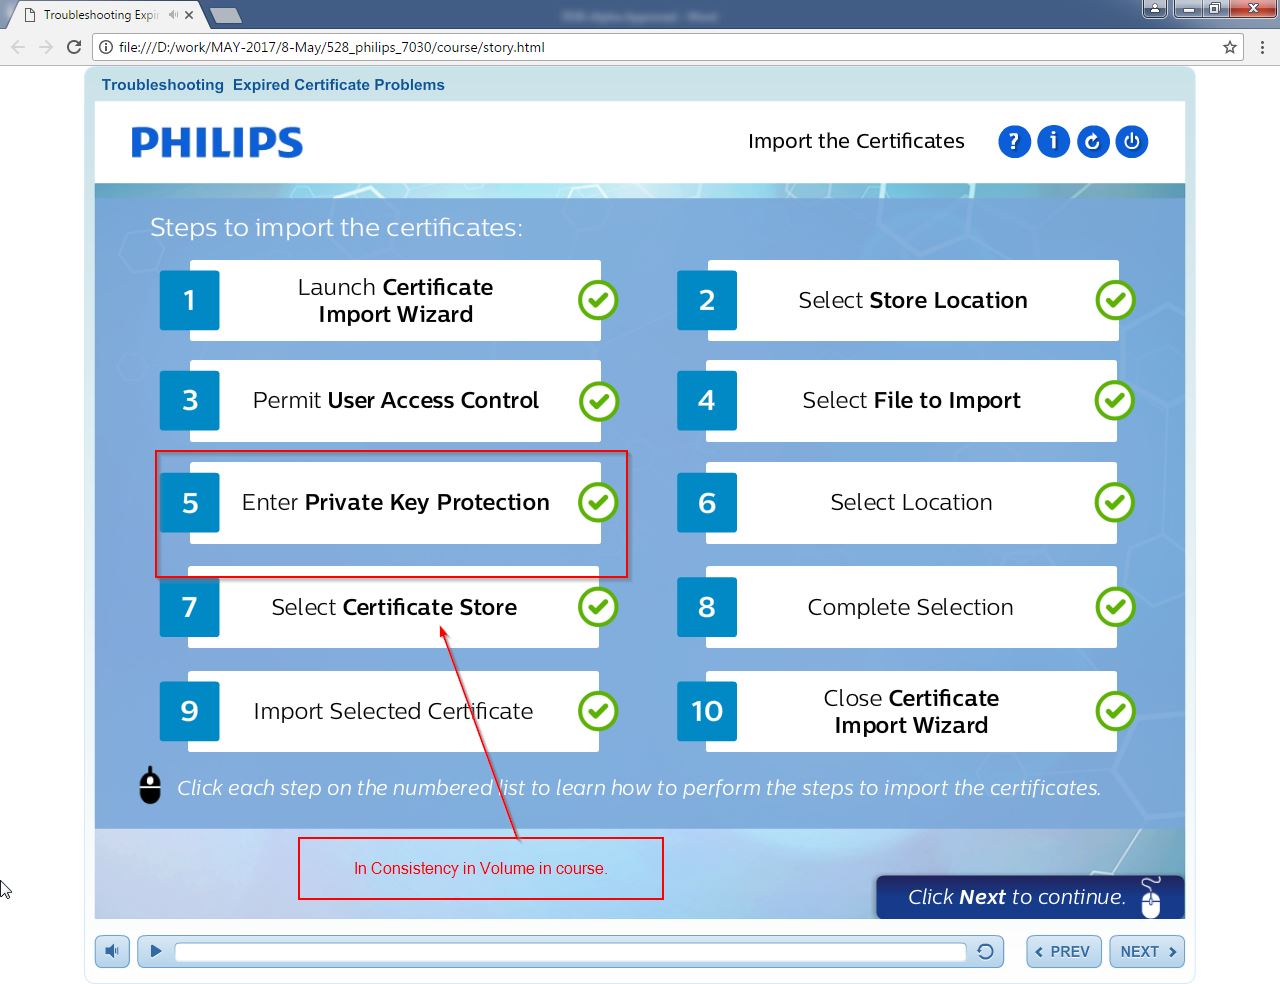 Troubleshooting Expir
file:///D:/work/MAY-2017/8-May/528_philips_7030/course/story.html
Troubleshooting  Expired Certificate Problems
PHILIPS
Import the Certificates
?
i
Steps to import the certificates:
1
Launch Certificate
Import Wizard
2
Select Store Location
3
Permit User Access Control
4
Select File to Import
5
Enter Private Key Protection
6
Select Location
7
Select Certificate Store
8
Complete Selection
9
Import Selected Certificate
10
Close Certificate
Import Wizard
Click each step on the numbered list to learn how to perform the steps to import the certificates.
In Consistency in Volume in course.
Click Next to continue.
PREV
NEXT